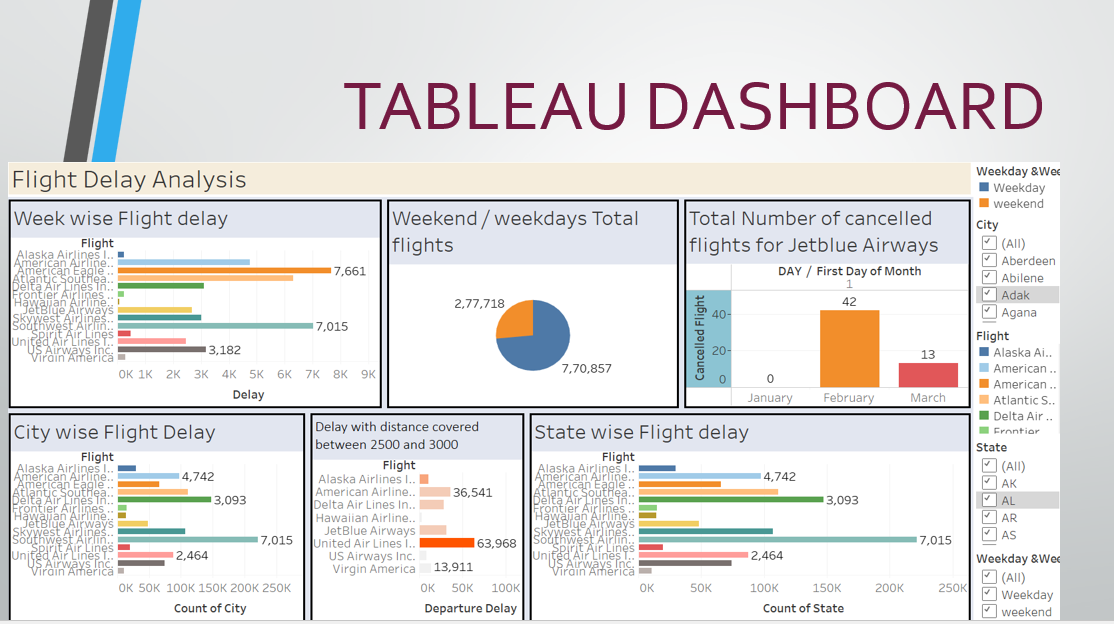 TABLEAU DASHBOARD
Flight Delay Analysis
Week wise Flight delay
Flight
Alaska Airlines I..
American Airline..
American Eagle ..
Atlantic Southea..
Delta Air Lines In..
Frontier Airlines ..
Hawaiian Airline..
JetBlue Airways
Skywest Airlines..
Southwest Airlin..
Spirit Air Lines
United Air Lines I..
US Airways Inc.
Virgin America
7,661
7,015
3,182
0K 1K 2K 3K 4K 5K 6K 7K 8K 9K
Delay
Weekend / weekdays Total
flights
2,77,718
7,70,857
Total Number of cancelled
flights for Jetblue Airways
DAY / First Day of Month
1
Cancelled Flight
40
20
0
0
42
13
January February March
City wise Flight Delay
Flight
Alaska Airlines I..
American Airline..
American Eagle ..
Atlantic Southea..
Delta Air Lines In..
Frontier Airlines ..
Hawaiian Airline..
JetBlue Airways
Skywest Airlines..
Southwest Airlin..
Spirit Air Lines
United Air Lines I..
US Airways Inc.
Virgin America
4,742
3,093
7,015
2,464
0K 50K 100K 150K 200K 250K
Count of City
Delay with distance covered
between 2500 and 3000
Flight
Alaska Airlines I..
American Airline..
Delta Air Lines In..
Hawaiian Airline..
JetBlue Airways
United Air Lines I..
US Airways Inc.
Virgin America
36,541
63,968
13,911
0K 50K 100K
Departure Delay
State wise Flight delay
Flight
Alaska Airlines I..
American Airline..
American Eagle ..
Atlantic Southea..
Delta Air Lines In..
Frontier Airlines ..
Hawaiian Airline..
JetBlue Airways
Skywest Airlines..
Southwest Airlin..
Spirit Air Lines
United Air Lines I..
US Airways Inc.
Virgin America
4,742
3,093
7,015
2,464
0K 50K 100K 150K 200K 250K
Count of State
Weekday &Wee
Weekday
weekend
City
(All)
Aberdeen
Abilene
Adak
Agana
Flight
Alaska Ai..
American ..
American ..
Atlantic S..
Delta Air ..
Frontier
State
(All)
AK
AL
AR
AS
Weekday &Wee
(All)
Weekday
weekend